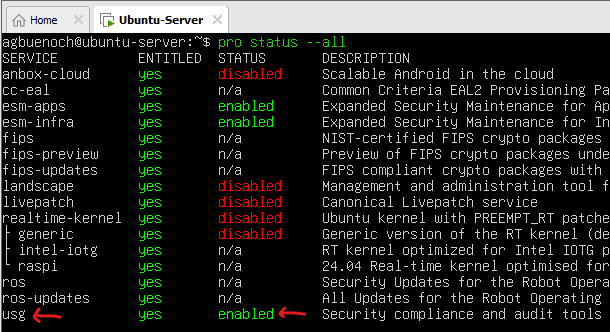 Home Ubuntu-Server
agbuenoch@ubuntu-server:~$ pro status --all
SERVICE ENTITLED STATUS DESCRIPTION
anbox-cloud yes disabled Scalable Android in the cloud
cc-eal yes n/a Common Criteria EAL2 Provisioning Pa
esm-apps yes enabled Expanded Security Maintenance for Ap
esm-infra yes enabled Expanded Security Maintenance for In
fips yes n/a NIST-certified FIPS crypto packages
fips-preview yes n/a Preview of FIPS crypto packages unde
fips-updates yes n/a FIPS compliant crypto packages with
landscape yes disabled Management and administration tool f
livepatch yes disabled Canonical Livepatch service
realtime-kernel yes disabled Ubuntu kernel with PREEMPT_RT patche
├ generic yes disabled Generic version of the RT kernel (de
├ intel-iotg yes n/a RT kernel optimized for Intel IOTG p
└ raspi yes n/a 24.04 Real-time kernel optimised for
ros yes n/a Security Updates for the Robot Opera
ros-updates yes n/a All Updates for the Robot Operating
usg yes enabled Security compliance and audit tools